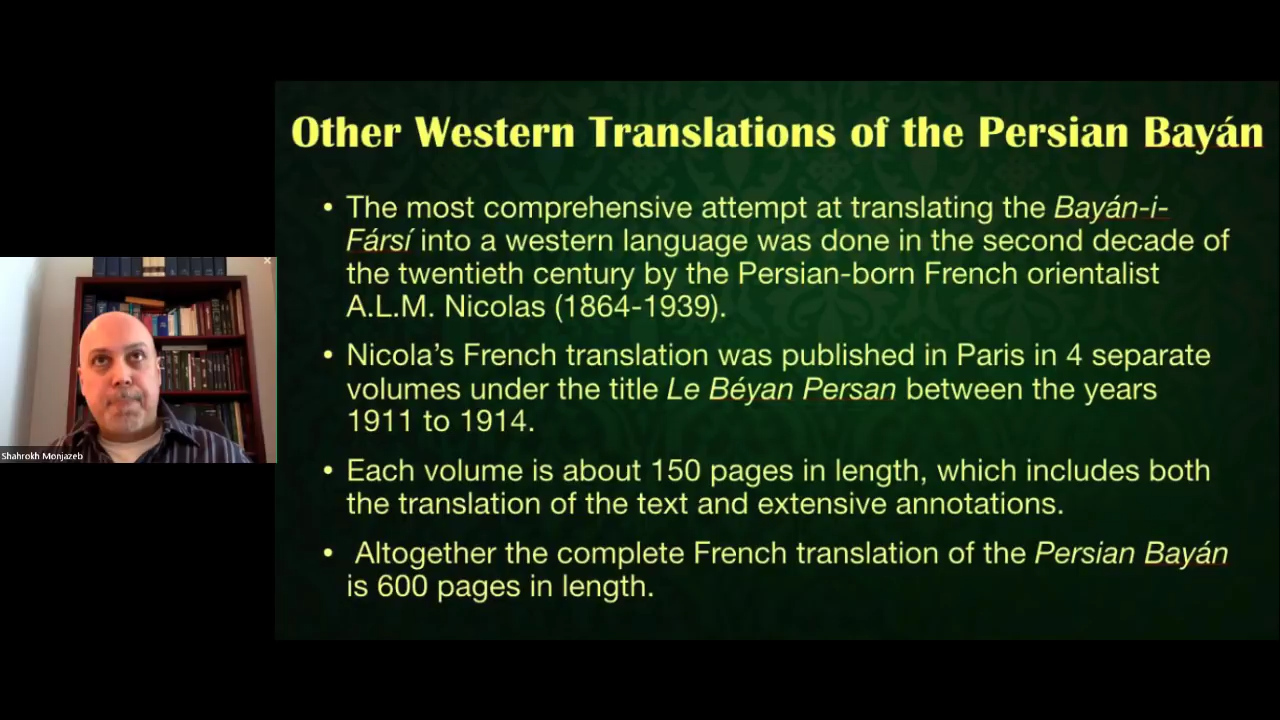 Other Western Translations of the Persian Bayán
• The most comprehensive attempt at translating the Bayán-i-
Fársí into a western language was done in the second decade of
the twentieth century by the Persian-born French orientalist
A.L.M. Nicolas (1864-1939).
• Nicola’s French translation was published in Paris in 4 separate
volumes under the title Le Béyan Persan between the years
1911 to 1914.
• Each volume is about 150 pages in length, which includes both
the translation of the text and extensive annotations.
• Altogether the complete French translation of the Persian Bayán
is 600 pages in length.
Shahrokh Monjazeb